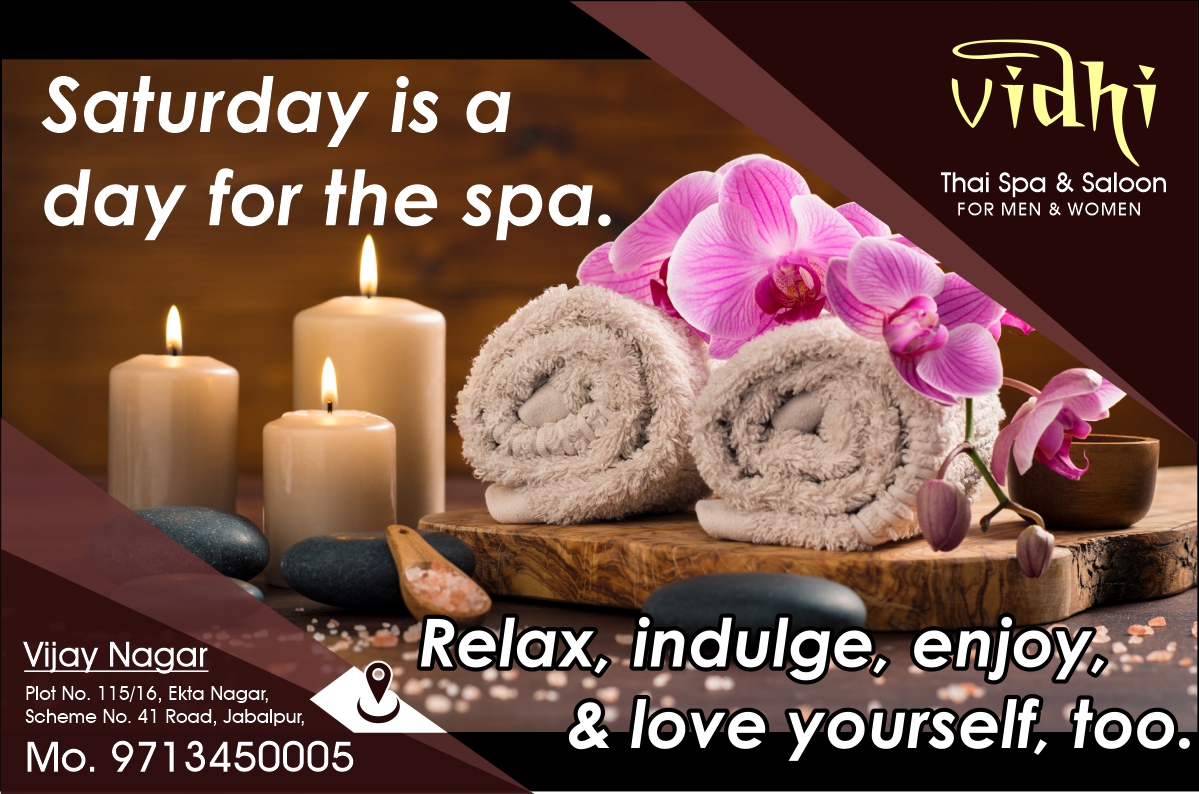 Saturday is a
day for the spa.
vidhi
Thai Spa & Saloon
FOR MEN & WOMEN
Relax, indulge, enjoy,
& love yourself, too.
Vijay Nagar
Plot No. 115/16, Ekta Nagar,
Scheme No. 41 Road, Jabalpur,
Mo. 9713450005